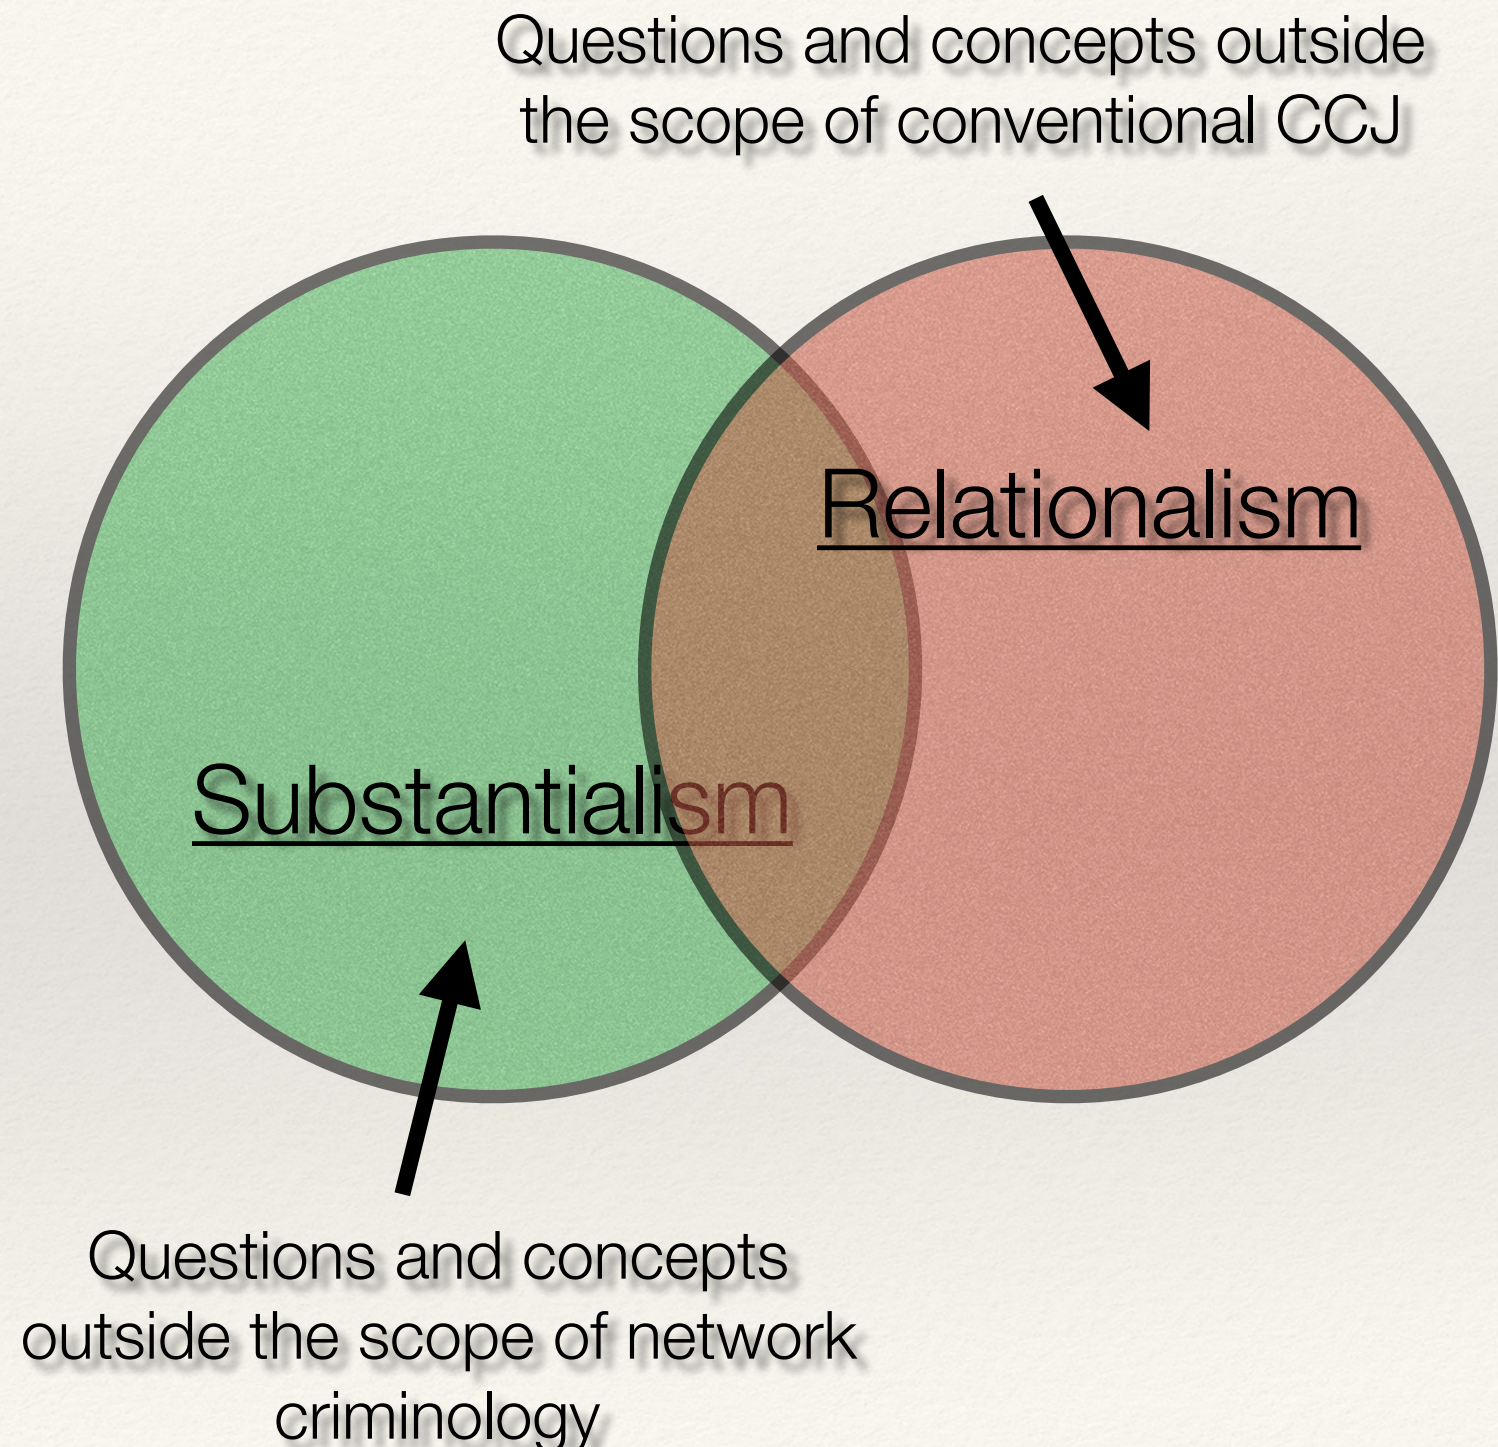 Questions and concepts outside
the scope of conventional CCJ
Relationalism
Substantialism
Questions and concepts
outside the scope of network
criminology